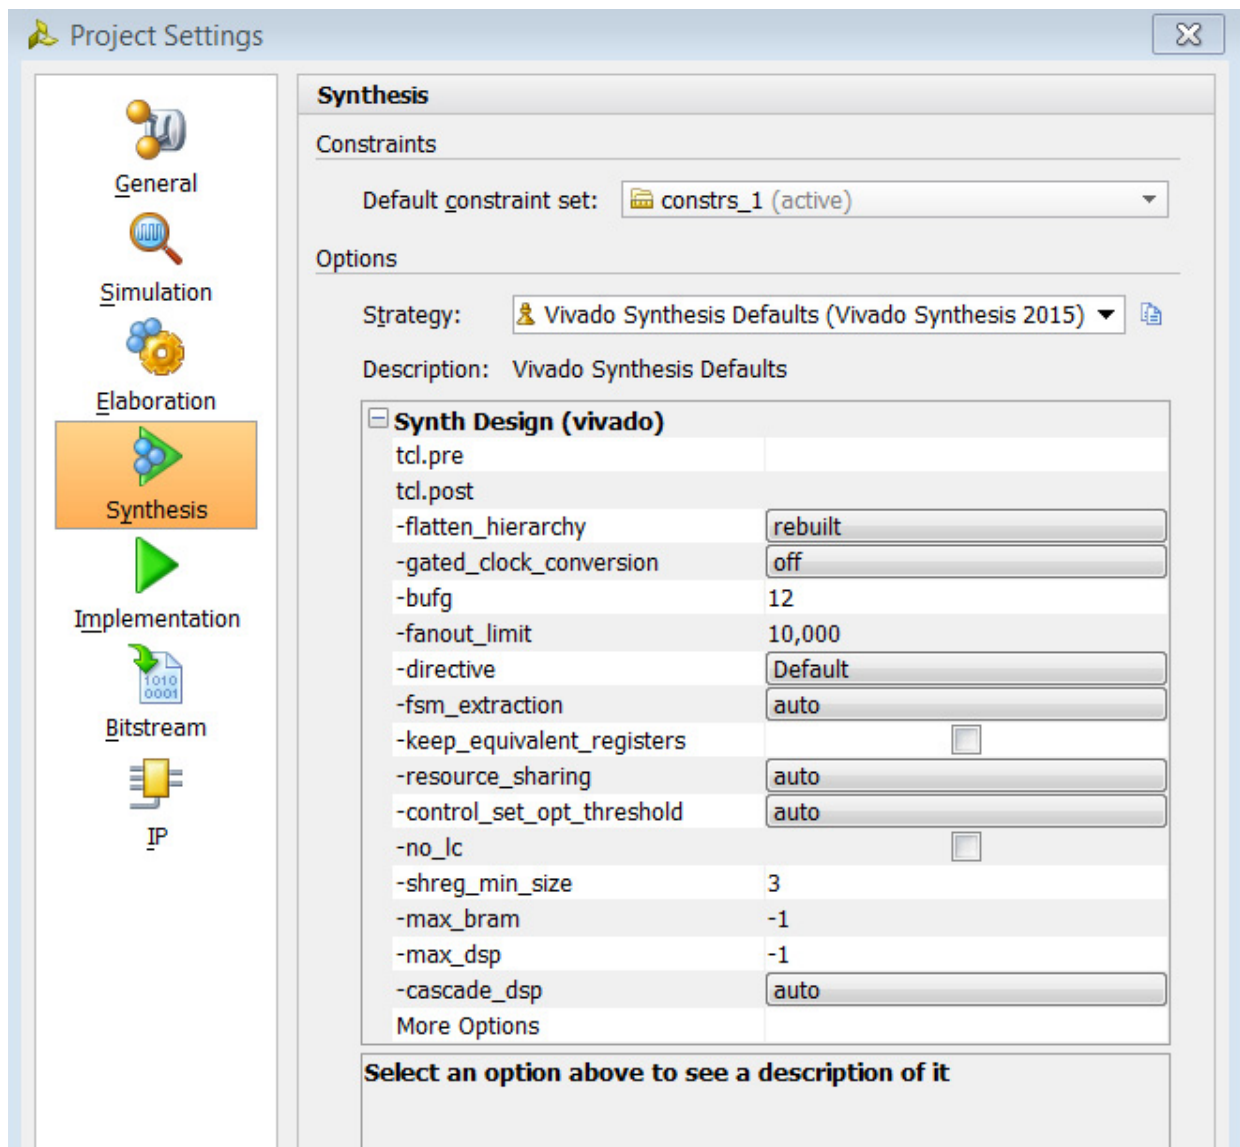 Project Settings
General
Simulation
Elaboration
Synthesis
Implementation
1010
0001
Bitstream
IP
Synthesis
Constraints
Default constraint set: constrs_1 (active)
Options
Strategy: Vivado Synthesis Defaults (Vivado Synthesis 2015)
Description: Vivado Synthesis Defaults
Synth Design (vivado)
tcl.pre
tcl.post
-flatten_hierarchy rebuilt
-gated_clock_conversion off
-bufg 12
-fanout_limit 10,000
-directive Default
-fsm_extraction auto
-keep_equivalent_registers
-resource_sharing auto
-control_set_opt_threshold auto
-no_lc
-shreg_min_size 3
-max_bram -1
-max_dsp -1
-cascade_dsp auto
More Options
Select an option above to see a description of it